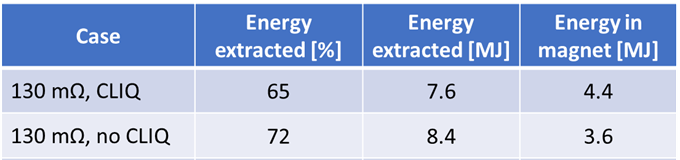 Case Energy extracted [%] Energy extracted [MJ] Energy in magnet [MJ]
130 mΩ, CLIQ 65 7.6 4.4
130 mΩ, no CLIQ 72 8.4 3.6